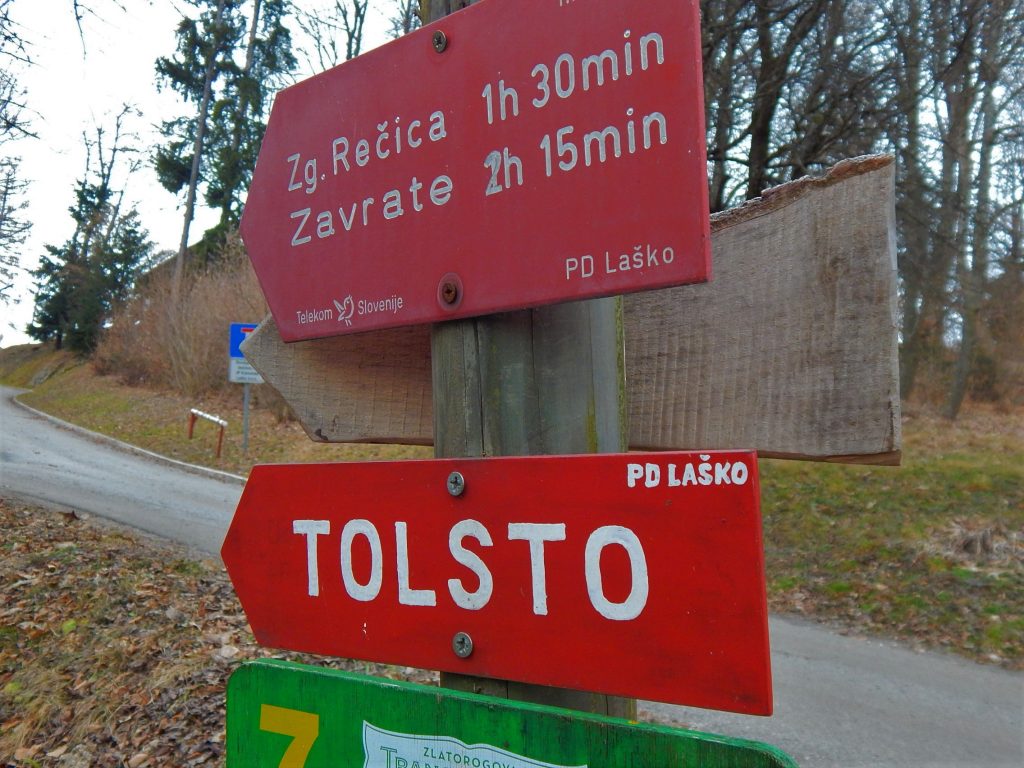 Zg. Rečica 1h 30min
Zavrate 2h 15min
PD Laško
Telekom Slovenije
PD LAŠKO
TOLSTO
7
ZLATOROGOVA